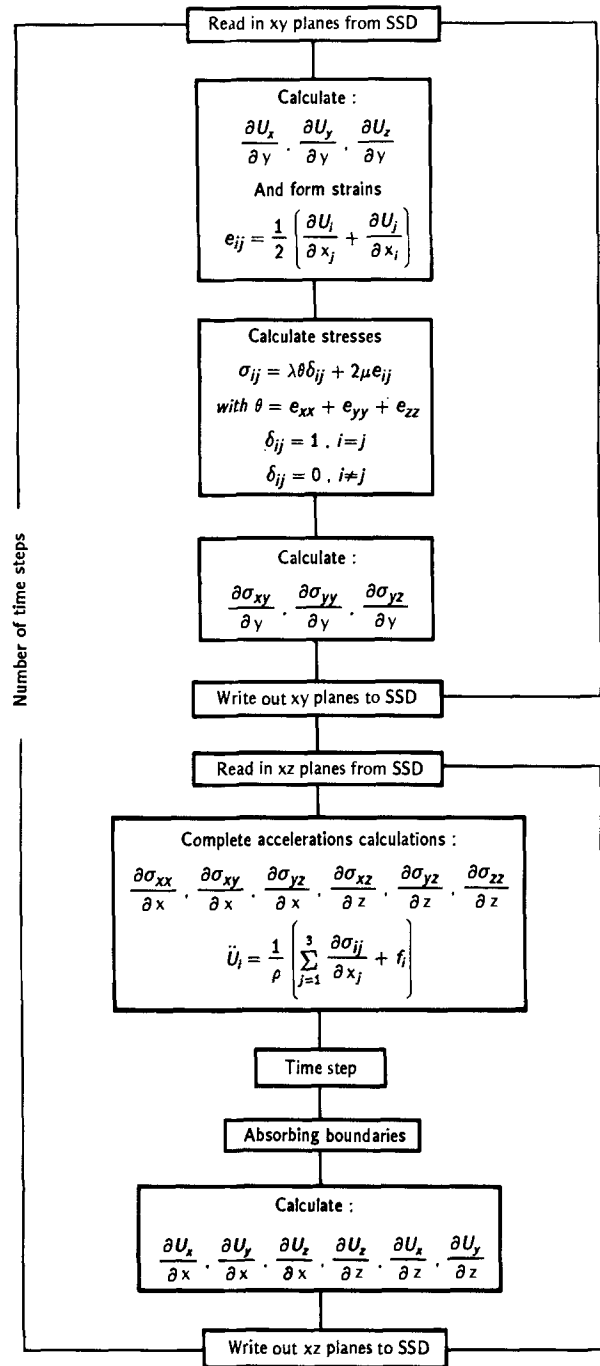 Read in xy planes from SSD
Calculate :
∂U_x/∂y . ∂U_y/∂y . ∂U_z/∂y
And form strains
e_ij = 1/2 (∂U_i/∂x_j + ∂U_j/∂x_i)
Calculate stresses
σ_ij = λθδ_ij + 2μe_ij
with θ = e_xx + e_yy + e_zz
δ_ij = 1 . i=j
δ_ij = 0 . i≠j
Number of time steps
Calculate :
∂σ_xy/∂y . ∂σ_yy/∂y . ∂σ_yz/∂y
Write out xy planes to SSD
Read in xz planes from SSD
Complete accelerations calculations :
∂σ_xx/∂x . ∂σ_xy/∂x . ∂σ_yz/∂x . ∂σ_xz/∂z . ∂σ_yz/∂z . ∂σ_zz/∂z
Ü_i = 1/ρ (∑_{j=1}^{3} ∂σ_ij/∂x_j + f_i)
Time step
Absorbing boundaries
Calculate :
∂U_x/∂x . ∂U_y/∂x . ∂U_z/∂x . ∂U_z/∂z . ∂U_x/∂z . ∂U_y/∂z
Write out xz planes to SSD